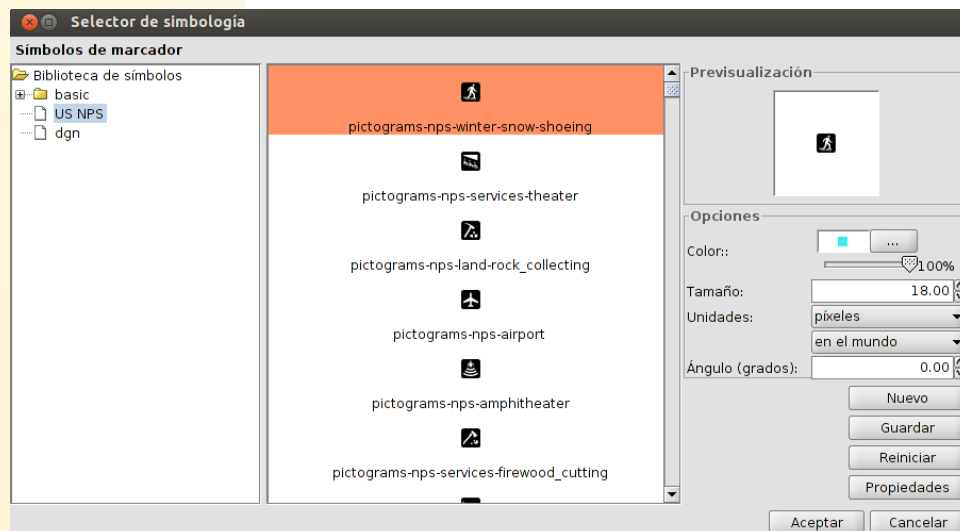 Selector de simbología
Símbolos de marcador
Biblioteca de símbolos
basic
US NPS
dgn
pictograms-nps-winter-snow-shoeing
pictograms-nps-services-theater
pictograms-nps-land-rock_collecting
pictograms-nps-airport
pictograms-nps-amphitheater
pictograms-nps-services-firewood_cutting
Previsualización
Opciones
Color::
...
100%
Tamaño:
18.00
Unidades:
píxeles
en el mundo
Ángulo (grados):
0.00
Nuevo
Guardar
Reiniciar
Propiedades
Aceptar
Cancelar